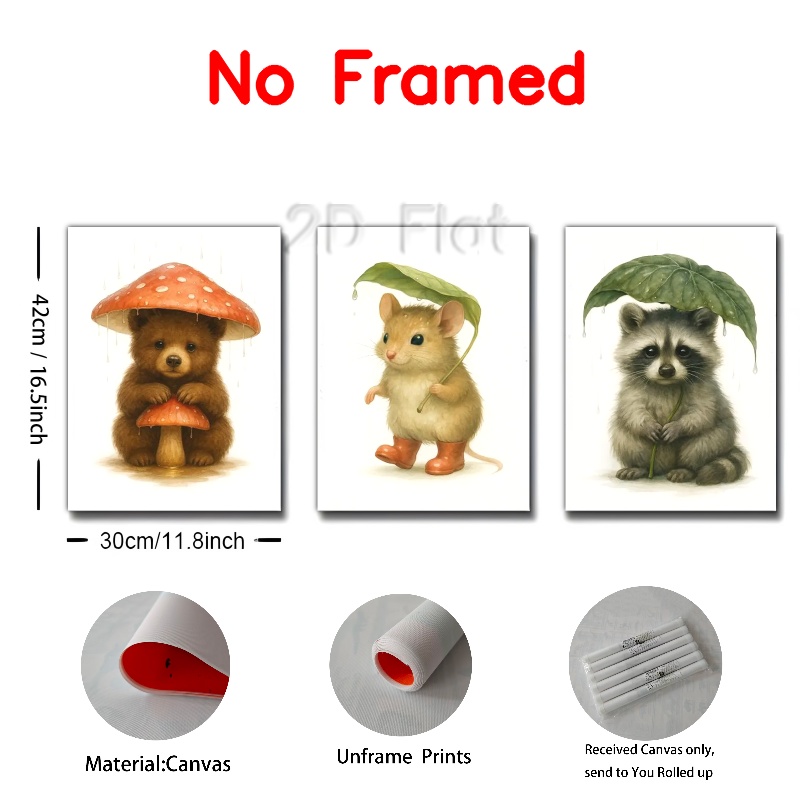 No Framed
2D Flat
42cm / 16.5inch
30cm/11.8inch
Material:Canvas
Unframe Prints
Received Canvas only,
send to You Rolled up